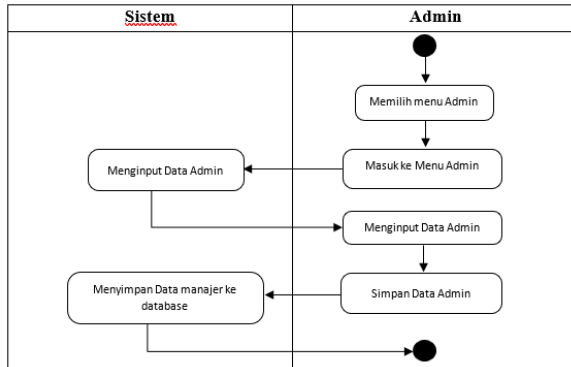 Sistem
Admin
Memilih menu Admin
Masuk ke Menu Admin
Menginput Data Admin
Menginput Data Admin
Simpan Data Admin
Menyimpan Data manajer ke
database